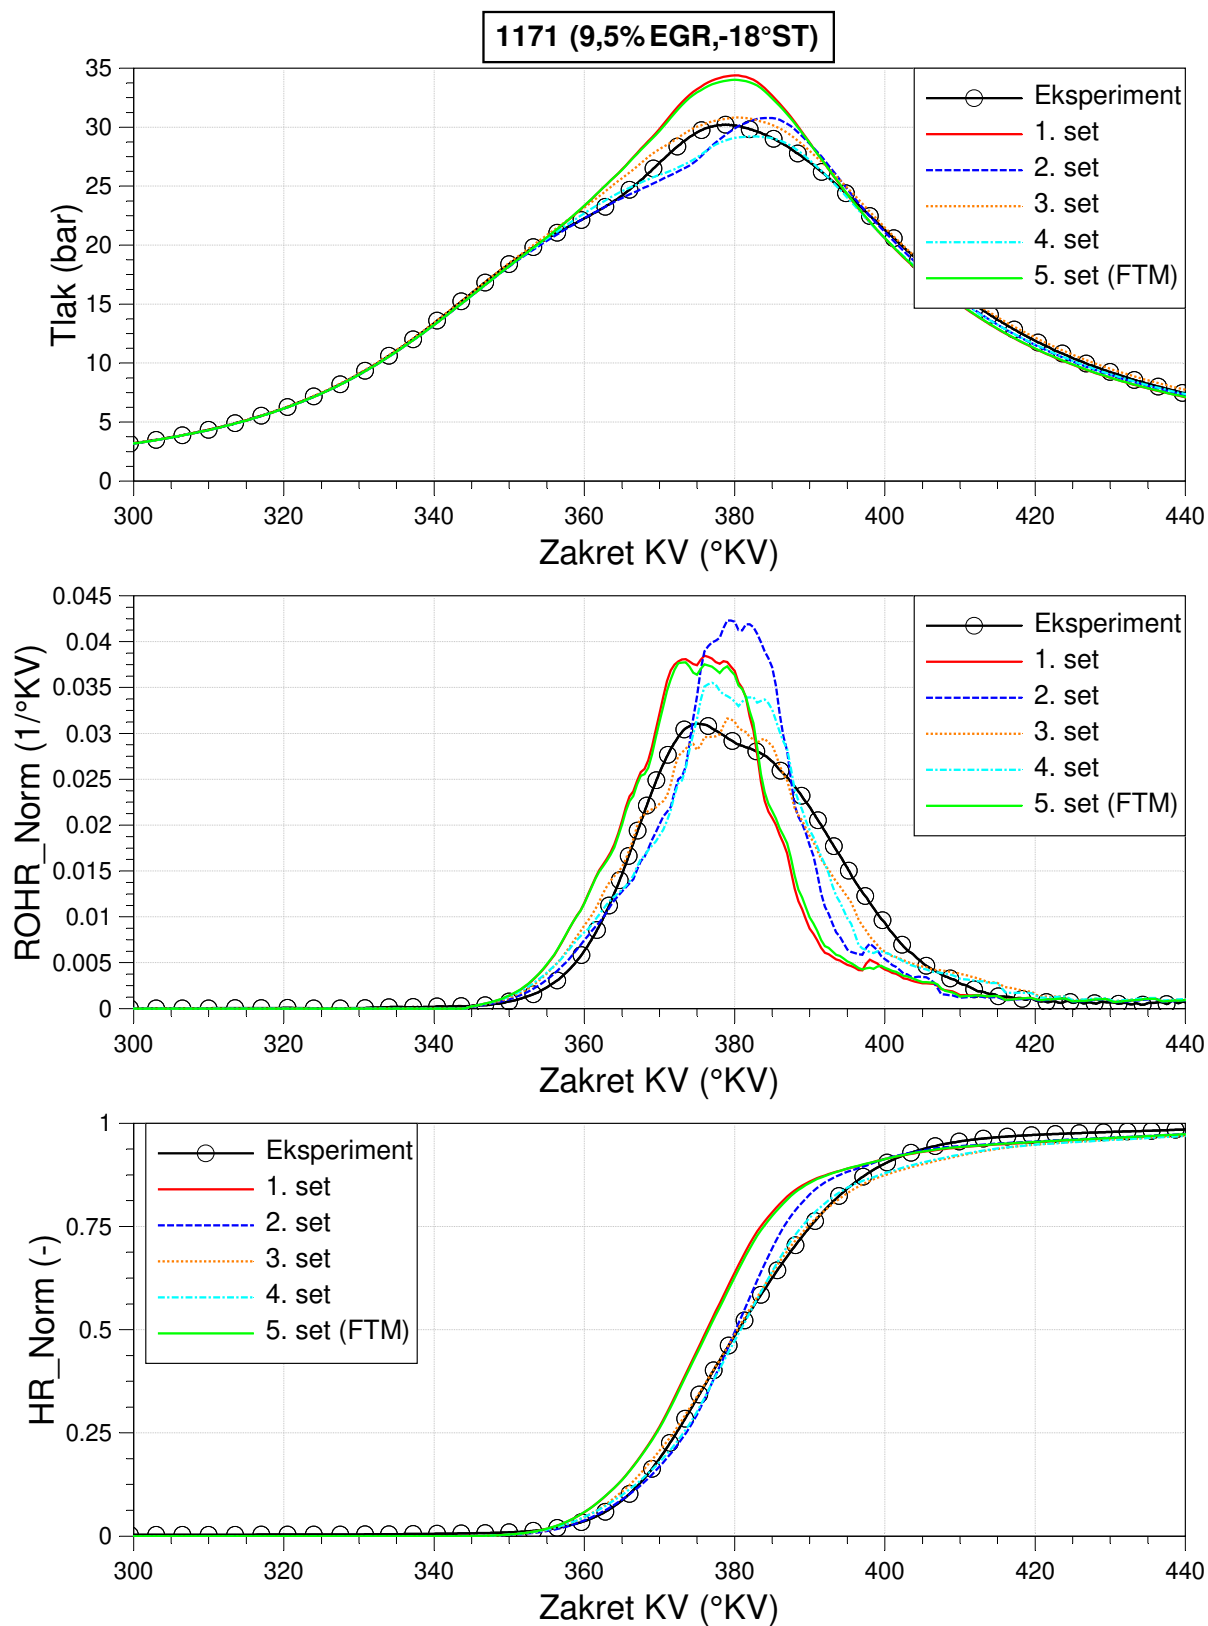 1171 (9,5% EGR,-18°ST)
35
30
25
20
15
10
5
0
Tlak (bar)
Eksperiment
1. set
2. set
3. set
4. set
5. set (FTM)
300 320 340 360 380 400 420 440
Zakret KV (°KV)
0.045
0.04
0.035
0.03
0.025
0.02
0.015
0.01
0.005
0
ROHR_Norm (1/°KV)
Eksperiment
1. set
2. set
3. set
4. set
5. set (FTM)
300 320 340 360 380 400 420 440
Zakret KV (°KV)
1
0.75
0.5
0.25
0
HR_Norm (-)
Eksperiment
1. set
2. set
3. set
4. set
5. set (FTM)
300 320 340 360 380 400 420 440
Zakret KV (°KV)